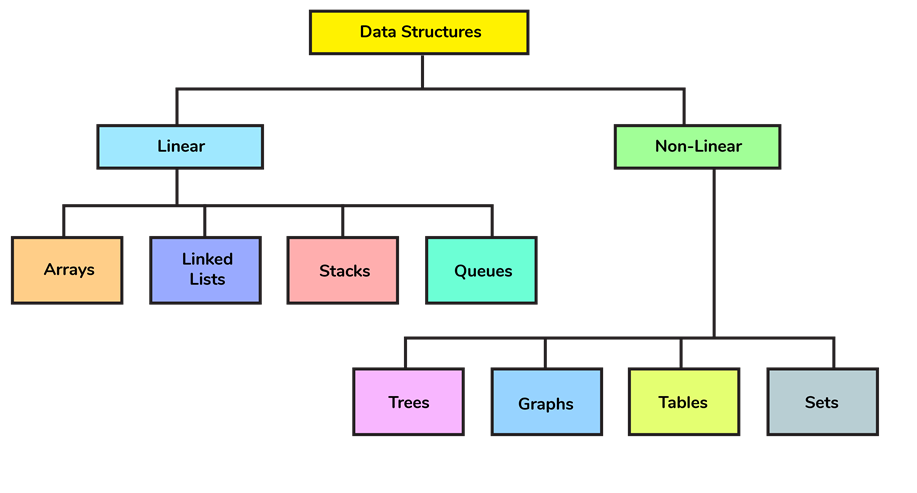 Data Structures
Linear
Non-Linear
Arrays
Linked
Lists
Stacks
Queues
Trees
Graphs
Tables
Sets